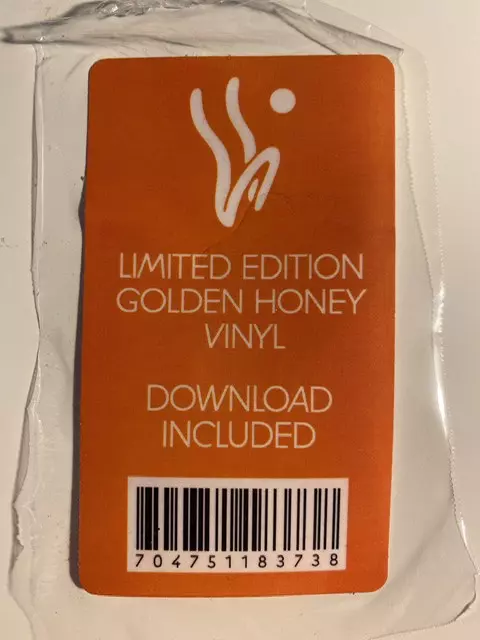 LIMITED EDITION
GOLDEN HONEY
VINYL
DOWNLOAD
INCLUDED
704751183738